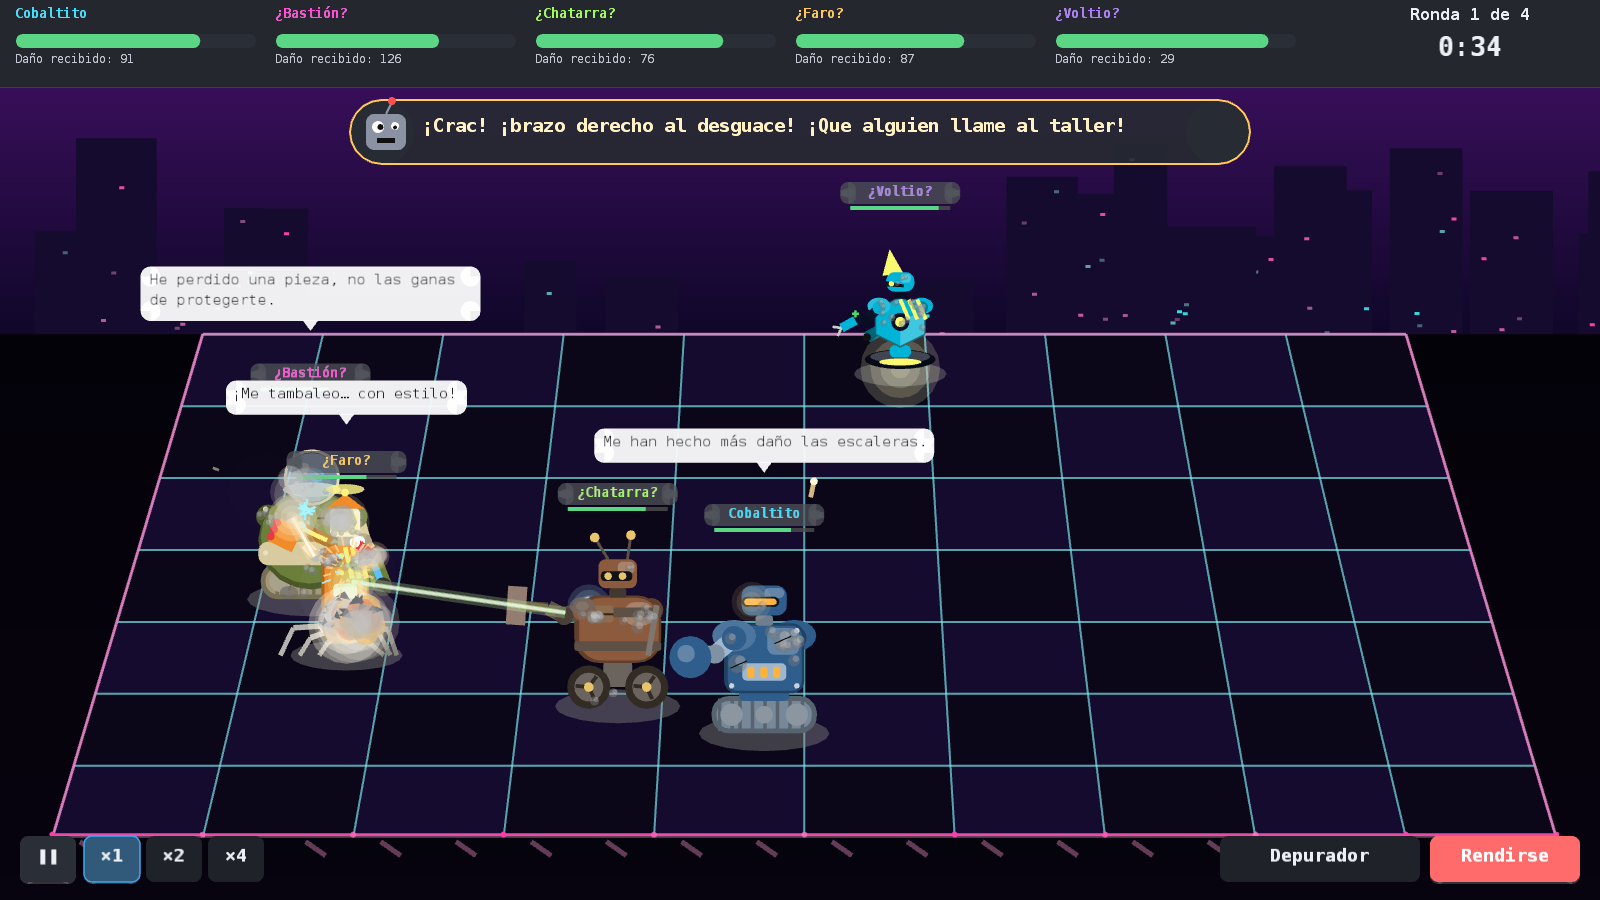 Cobaltito
Daño recibido: 91
¿Bastión?
Daño recibido: 126
¿Chatarra?
Daño recibido: 76
¿Faro?
Daño recibido: 87
¿Voltio?
Daño recibido: 29
Ronda 1 de 4
0:34
¡Crac! ¡brazo derecho al desguace! ¡Que alguien llame al taller!
¿Voltio?
He perdido una pieza, no las ganas
de protegerte.
¿Bastión?
¡Me tambaleo… con estilo!
Me han hecho más daño las escaleras.
¿Faro?
¿Chatarra?
Cobaltito
×1
×2
×4
Depurador
Rendirse